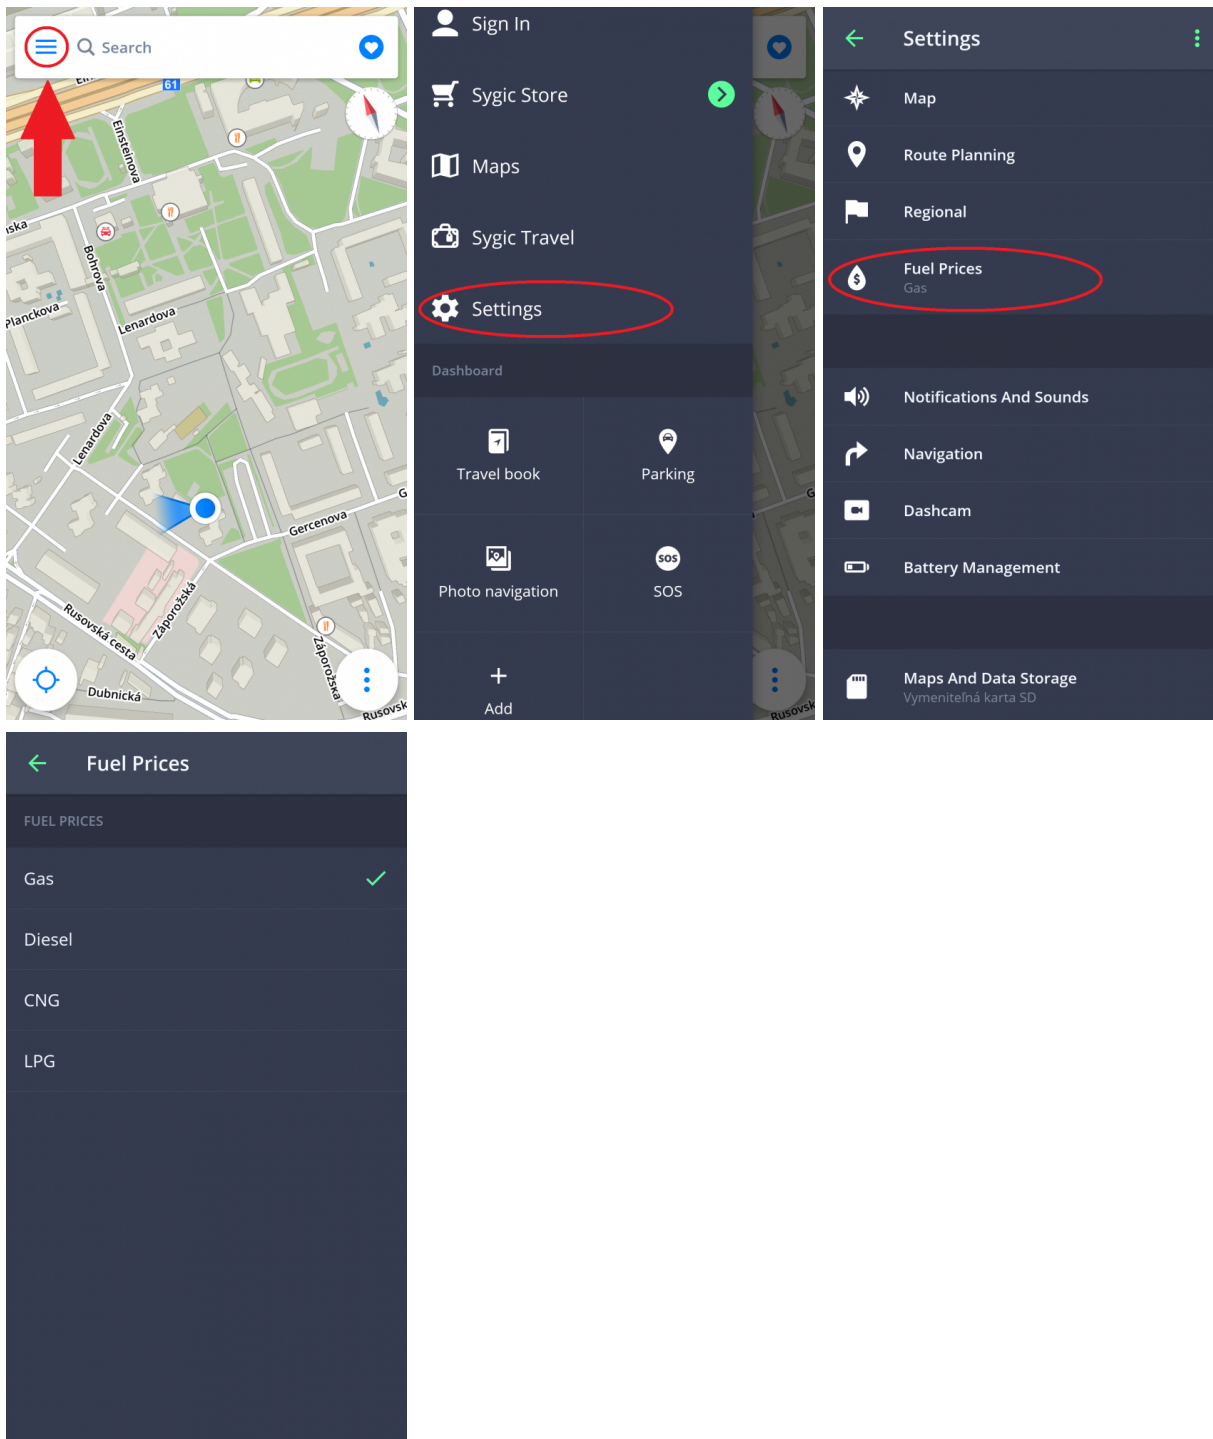 Search
61
Einsteinova
Bohrova
Planckova
Lenardova
Lenardova
Gercenova
Záporožská
Rusovská cesta
Záporožská
Dubnická
Rusovsk
Sign In
Sygic Store
Maps
Sygic Travel
Settings
Dashboard
Travel book
Parking
Photo navigation
SOS
SOS
Add
G
Rusovsk
Settings
Map
Route Planning
Regional
Fuel Prices
Gas
Notifications And Sounds
Navigation
Dashcam
Battery Management
Maps And Data Storage
Vymeniteľná karta SD
Fuel Prices
FUEL PRICES
Gas
Diesel
CNG
LPG